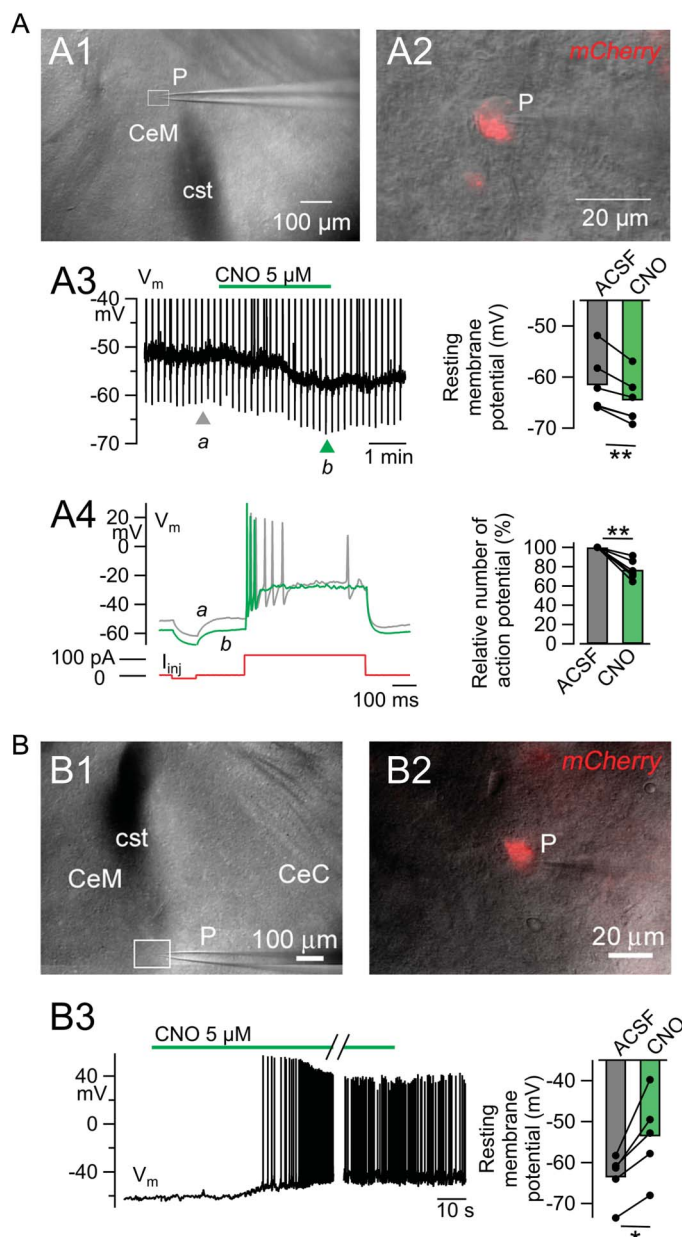 A
A1
P
CeM
cst
100 µm
A2
mCherry
P
20 µm
A3
Vm
CNO 5 µM
-40
mV
-50
-60
-70
a
b
1 min
ACSF
CNO
Resting
membrane
potential (mV)
-45
-60
-70
**
A4
20
mV
0
-20
-40
-60
Vm
a
b
100 pA
0
Iinj
100 ms
Relative number of
action potential (%)
100
80
60
40
20
0
**
ACSF
CNO
B
B1
cst
CeM
CeC
P
100 µm
B2
mCherry
P
20 µm
B3
CNO 5 µM
40
mV
0
-60
Vm
10 s
ACSF
CNO
Resting
membrane
potential (mV)
-35
-40
-50
-60
-70
*